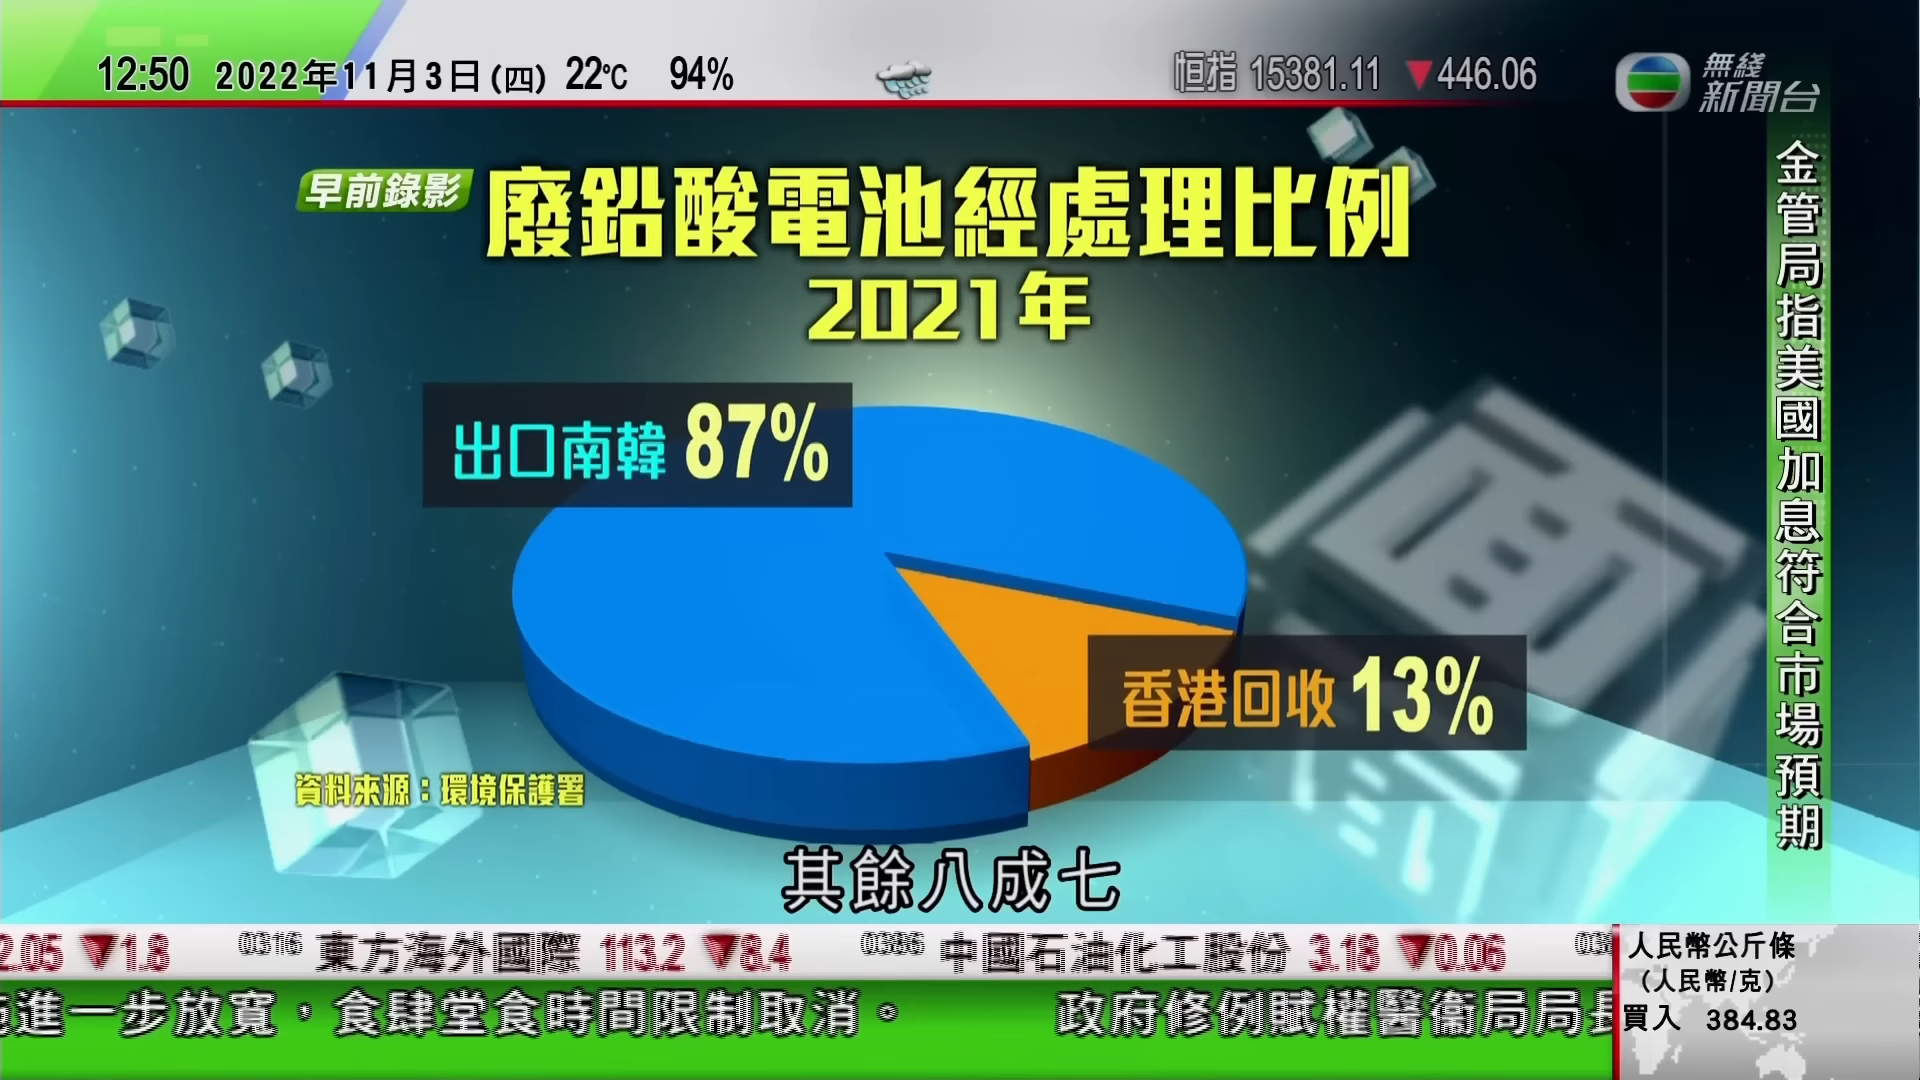 12:50 2022年11月3日(四) 22℃ 94% 恒指 15381.11 ▼446.06
無綫
新聞台
早前錄影
廢鉛酸電池經處理比例
2021年
出口南韓 87%
香港回收 13%
資料來源：環境保護署
其餘八成七
金管局指美國加息符合市場預期
2.05 ▼1.8 0316 東方海外國際 113.2 ▼8.4 0386 中國石油化工股份 3.18 ▼0.06
進一步放寬，食肆堂食時間限制取消。 政府修例賦權醫衞局局長
人民幣公斤條
(人民幣/克)
買入 384.83